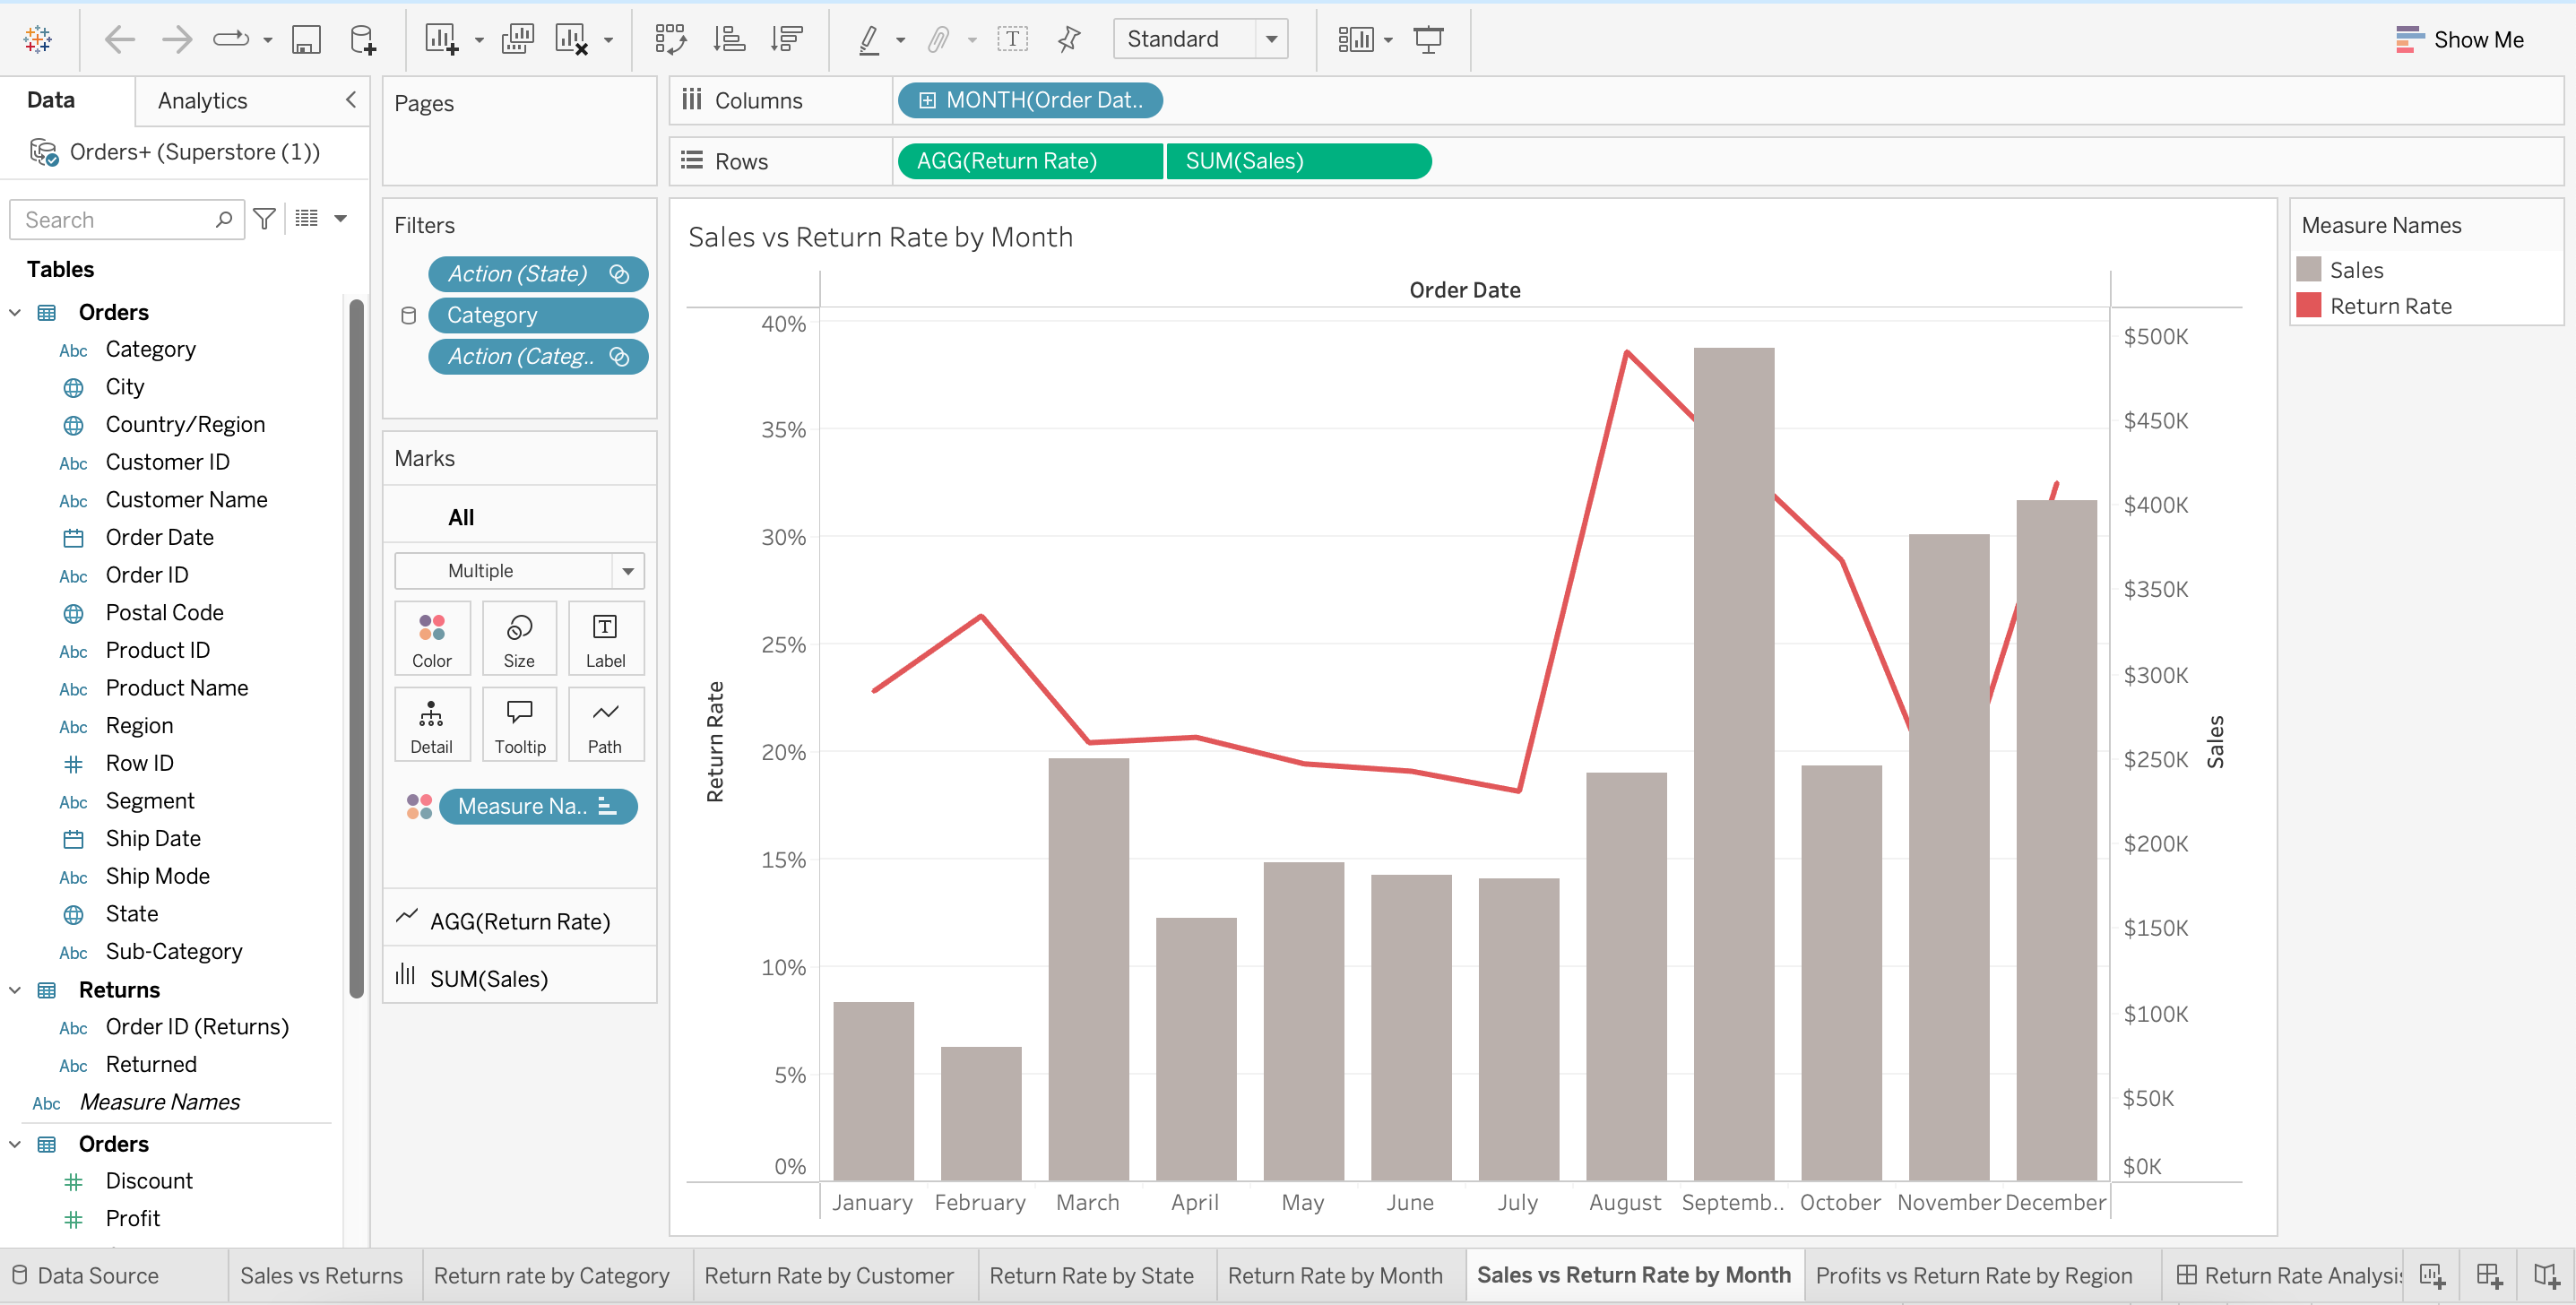 Standard
Show Me
Data
Analytics
Orders+ (Superstore (1))
Search
Tables
Orders
Abc Category
City
Country/Region
Abc Customer ID
Abc Customer Name
Order Date
Abc Order ID
Postal Code
Abc Product ID
Abc Product Name
Abc Region
Row ID
Abc Segment
Ship Date
Abc Ship Mode
State
Abc Sub-Category
Returns
Abc Order ID (Returns)
Abc Returned
Abc Measure Names
Orders
Discount
Profit
Pages
Filters
Action (State)
Category
Action (Categ..
Marks
All
Multiple
Color
Size
T
Label
Detail
Tooltip
Path
Measure Na..
AGG(Return Rate)
SUM(Sales)
Columns
MONTH(Order Dat..
Rows
AGG(Return Rate)
SUM(Sales)
Sales vs Return Rate by Month
Order Date
Return Rate
40%
35%
30%
25%
20%
15%
10%
5%
0%
$500K
$450K
$400K
$350K
$300K
$250K
$200K
$150K
$100K
$50K
$0K
Sales
January
February
March
April
May
June
July
August
Septemb..
October
November
December
Measure Names
Sales
Return Rate
Data Source
Sales vs Returns
Return rate by Category
Return Rate by Customer
Return Rate by State
Return Rate by Month
Sales vs Return Rate by Month
Profits vs Return Rate by Region
Return Rate Analysi